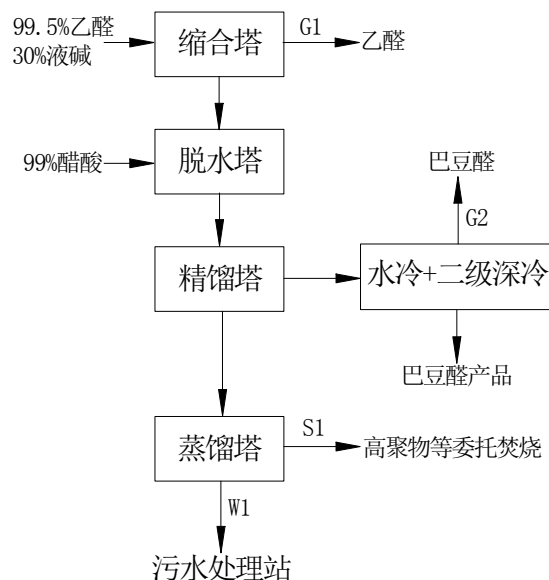 99.5%乙醛
30%液碱
缩合塔
G1
乙醛
99%醋酸
脱水塔
巴豆醛
G2
精馏塔
水冷+二级深冷
巴豆醛产品
蒸馏塔
S1
高聚物等委托焚烧
W1
污水处理站